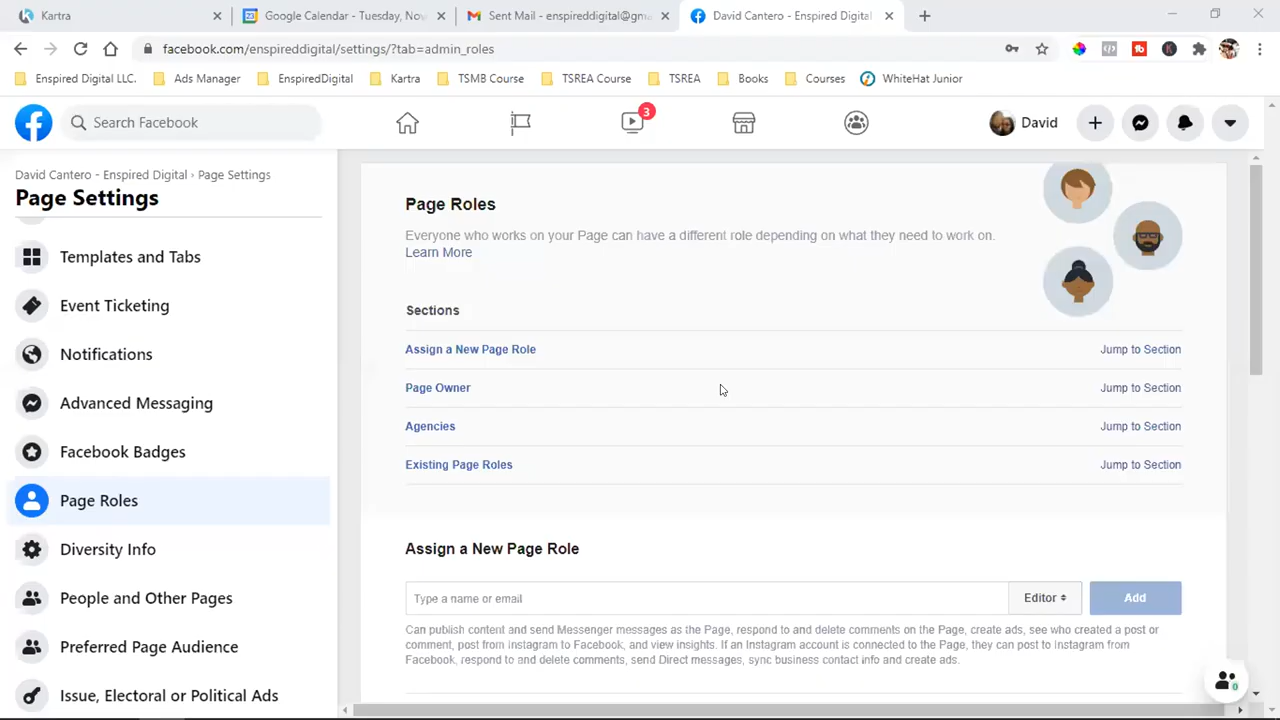 Kartra
Google Calendar - Tuesday, Nov
Sent Mail - enspireddigital@gma
David Cantero - Enspired Digital
facebook.com/enspireddigital/settings/?tab=admin_roles
Enspired Digital LLC.
Ads Manager
EnspiredDigital
Kartra
TSMB Course
TSREA Course
TSREA
Books
Courses
WhiteHat Junior
Search Facebook
3
David
David Cantero - Enspired Digital › Page Settings
Page Settings
Templates and Tabs
Event Ticketing
Notifications
Advanced Messaging
Facebook Badges
Page Roles
Diversity Info
People and Other Pages
Preferred Page Audience
Issue, Electoral or Political Ads
Page Roles
Everyone who works on your Page can have a different role depending on what they need to work on.
Learn More
Sections
Assign a New Page Role Jump to Section
Page Owner Jump to Section
Agencies Jump to Section
Existing Page Roles Jump to Section
Assign a New Page Role
Type a name or email Editor Add
Can publish content and send Messenger messages as the Page, respond to and delete comments on the Page, create ads, see who created a post or
comment, post from Instagram to Facebook, and view insights. If an Instagram account is connected to the Page, they can post to Instagram from
Facebook, respond to and delete comments, send Direct messages, sync business contact info and create ads.
0